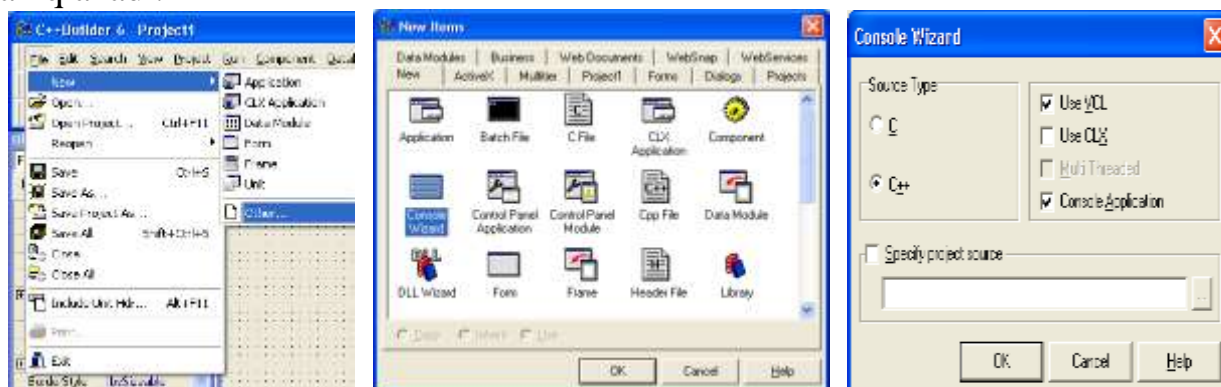 C++Builder 6 - Project1
File Edit Search View Project Run Component
New
Open...
Open Project... Ctrl+F11
Reopen
Save Ctrl+S
Save As...
Save Project As...
Save All Shift+Ctrl+S
Close
Close All
Include Unit Hdr... Alt+F11
Print...
Exit
Application
CLX Application
Data Module
Form
Frame
Unit
Other...
New Items
Data Modules Business Web Documents WebSnap WebServices
New ActiveX Multitier Project1 Forms Dialogs Projects
Application Batch File C File CLX Application Component
Console Wizard Control Panel Application Control Panel Module Cpp File Data Module
DLL Wizard Form Frame Header File Library
Copy Inherit Use
OK Cancel Help
Console Wizard
Source Type
C
C++
Use VCL
Use CLX
Multi Threaded
Console Application
Specify project source
...
OK Cancel Help